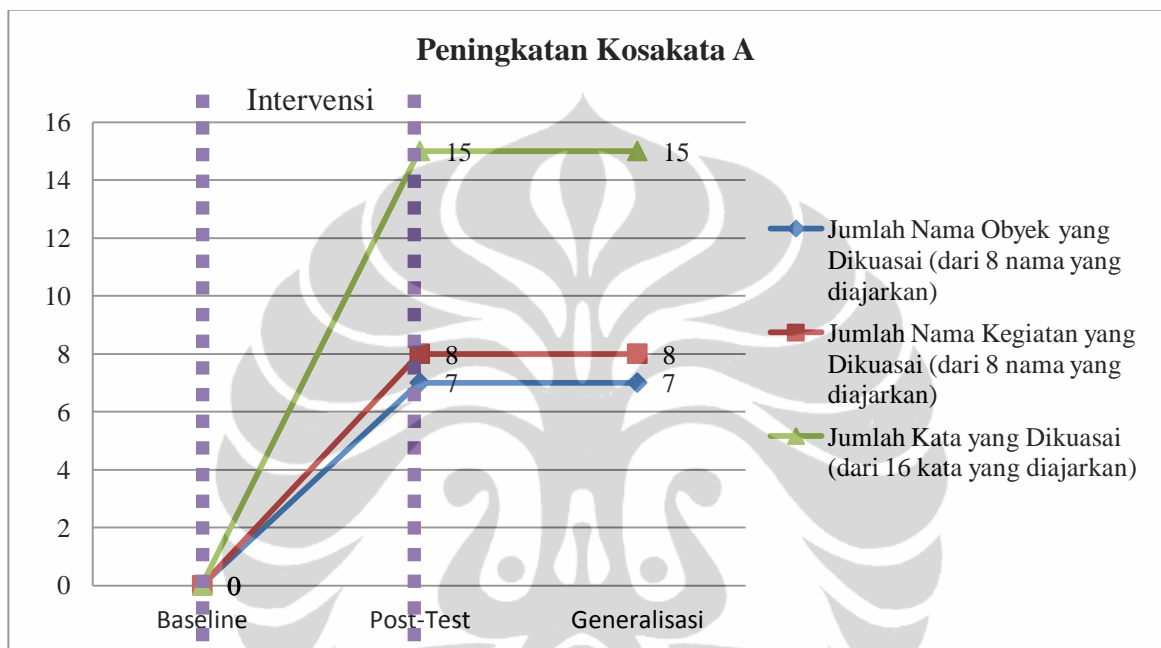 Peningkatan Kosakata A
Intervensi
16
14
12
10
8
6
4
2
0
15
15
8
8
7
7
0
Baseline
Post-Test
Generalisasi
Jumlah Nama Obyek yang
Dikuasai (dari 8 nama yang
diajarkan)
Jumlah Nama Kegiatan yang
Dikuasai (dari 8 nama yang
diajarkan)
Jumlah Kata yang Dikuasai
(dari 16 kata yang diajarkan)